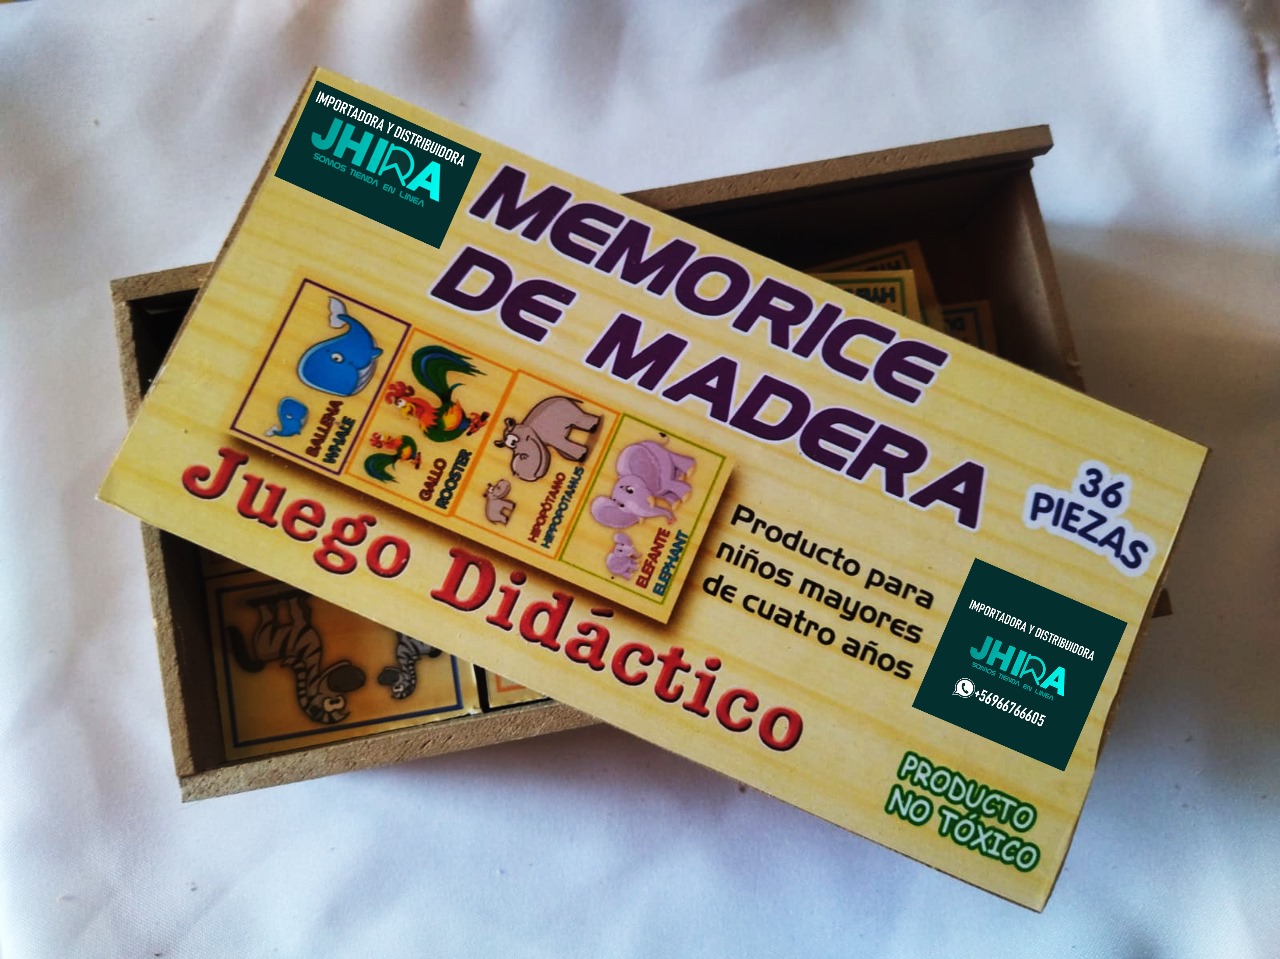 IMPORTADORA Y DISTRIBUIDORA
JHIRA
SOMOS TIENDA EN LINEA
MEMORICE
DE MADERA
BALLENA
WHALE
GALLO
ROOSTER
HIPOPÓTAMO
HIPPOPOTAMUS
ELEFANTE
ELEPHANT
Juego Didáctico
36
PIEZAS
Producto para
niños mayores
de cuatro años
IMPORTADORA Y DISTRIBUIDORA
JHIRA
SOMOS TIENDA EN LINEA
+56966766605
PRODUCTO
NO TÓXICO